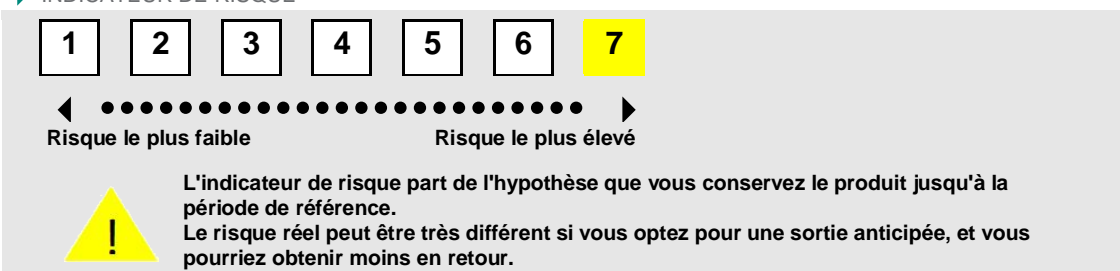 INDICATEUR DE RISQUE
1 2 3 4 5 6 7
Risque le plus faible Risque le plus élevé
L'indicateur de risque part de l'hypothèse que vous conservez le produit jusqu'à la
période de référence.
Le risque réel peut être très différent si vous optez pour une sortie anticipée, et vous
pourriez obtenir moins en retour.
!